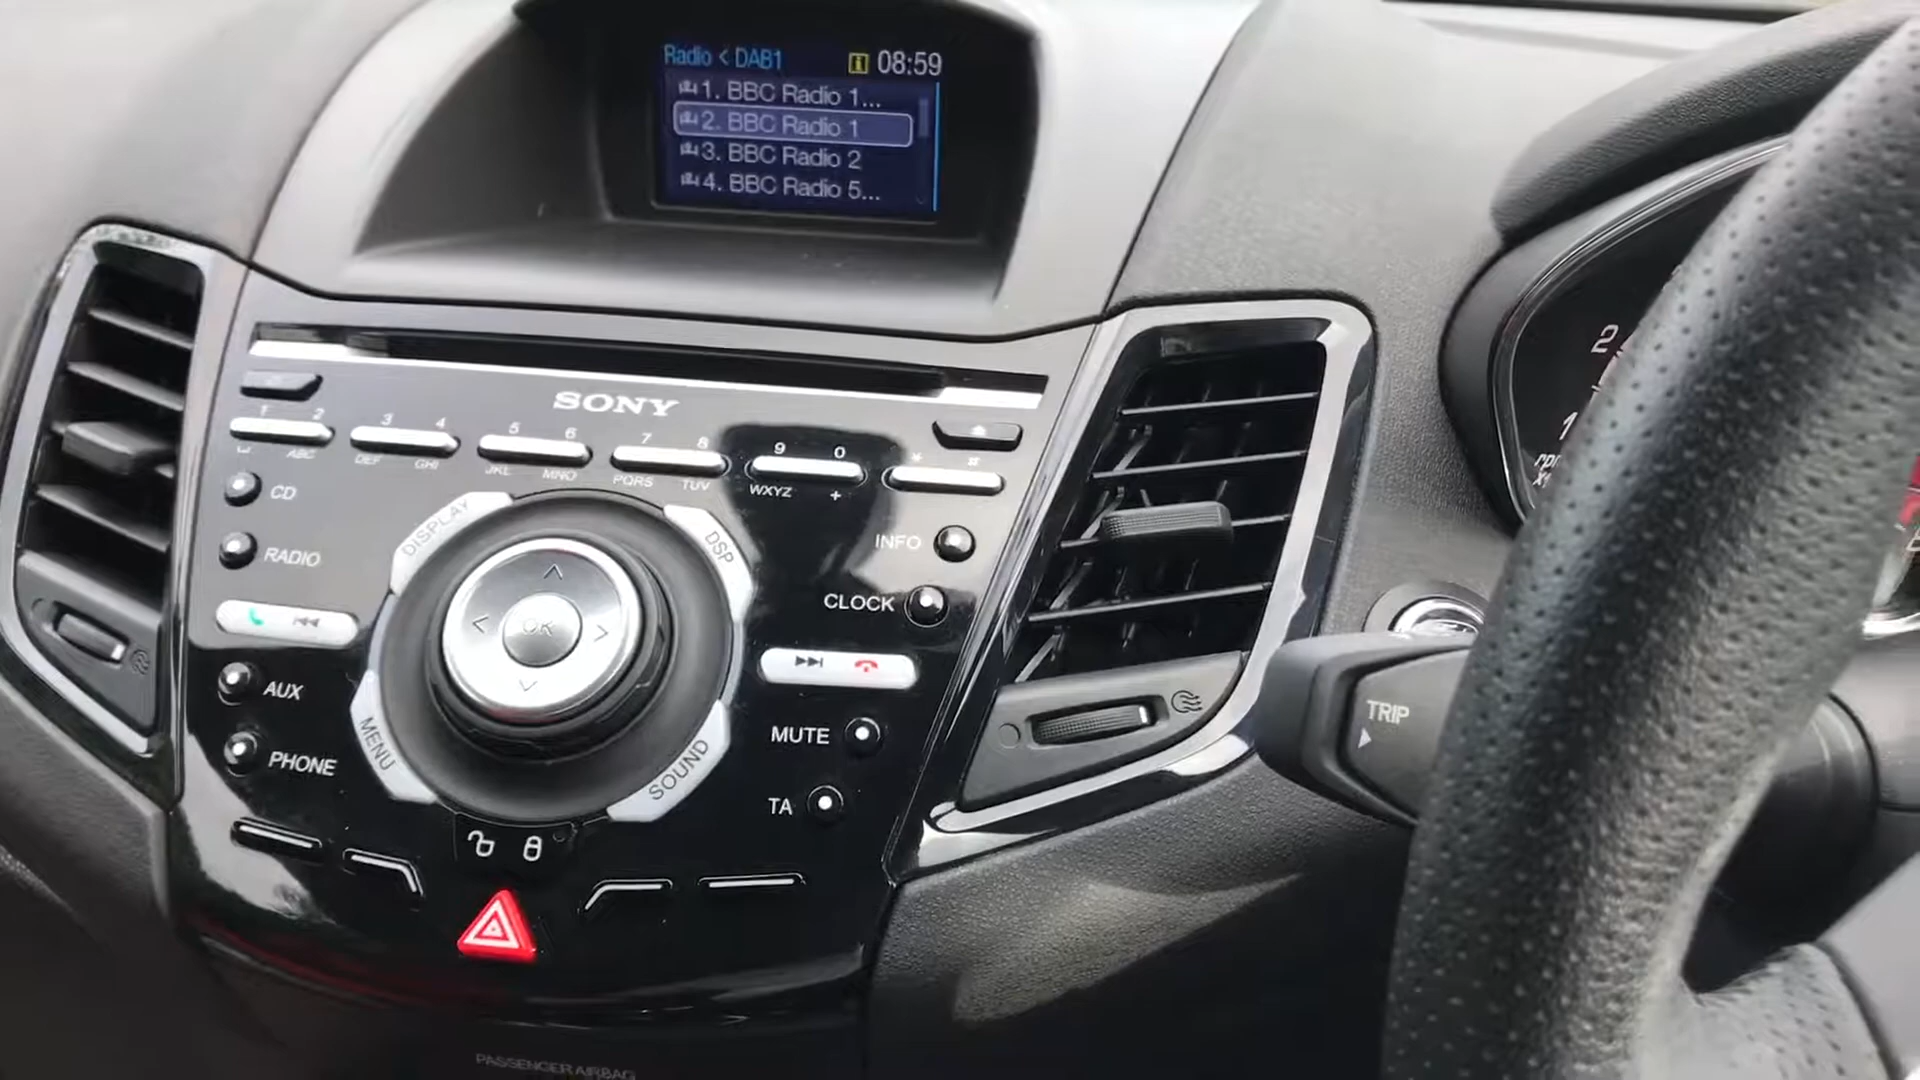 Radio < DAB1 08:59
1. BBC Radio 1...
2. BBC Radio 1
3. BBC Radio 2
4. BBC Radio 5...
SONY
1 2 3 4 5 6 7 8 9 0 * #
ABC DEF GHI JKL MNO PQRS TUV WXYZ +
CD
RADIO
DISPLAY
DSP
INFO
CLOCK
OK
AUX
PHONE
MENU
SOUND
MUTE
TA
TRIP
2
1
PASSENGER AIRBAG